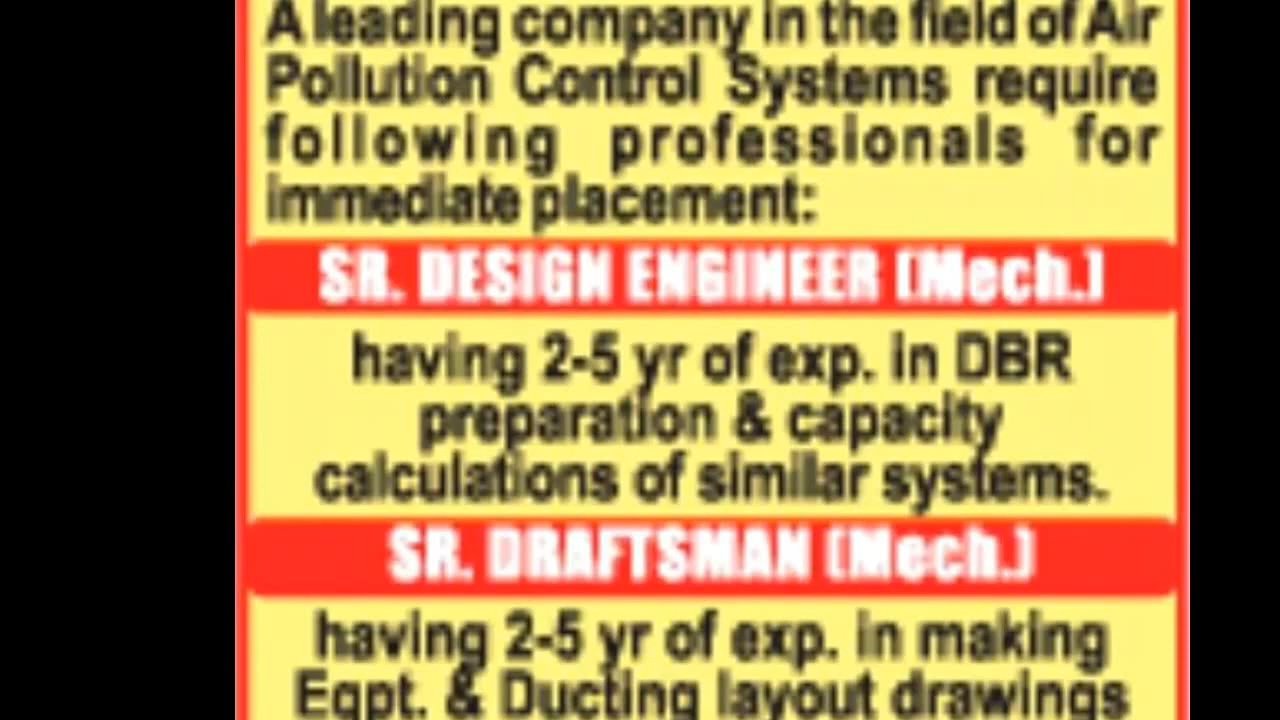 A leading company in the field of Air
Pollution Control Systems require
following professionals for
immediate placement:
SR. DESIGN ENGINEER (Mech.)
having 2-5 yr of exp. in DBR
preparation & capacity
calculations of similar systems.
SR. DRAFTSMAN (Mech.)
having 2-5 yr of exp. in making
Eqpt. & Ducting layout drawings